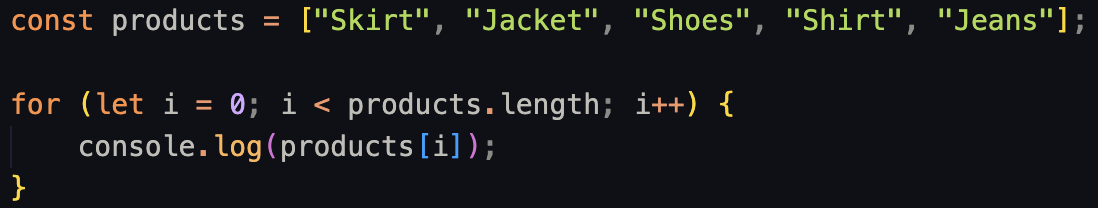 const products = ["Skirt", "Jacket", "Shoes", "Shirt", "Jeans"];

for (let i = 0; i < products.length; i++) {
    console.log(products[i]);
}